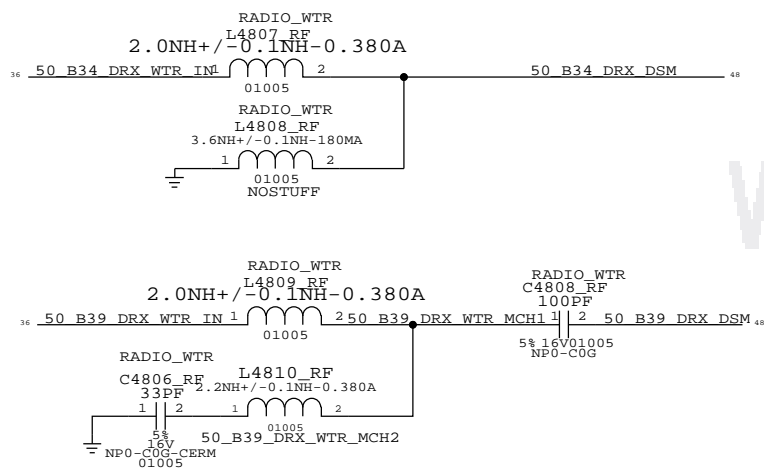 RADIO_WTR
L4807_RF
2.0NH+/-0.1NH-0.380A
36 50_B34_DRX_WTR_IN 1 2 50_B34_DRX_DSM 48
01005
RADIO_WTR
L4808_RF
3.6NH+/-0.1NH-180MA
1 2
01005
NOSTUFF
RADIO_WTR
L4809_RF
2.0NH+/-0.1NH-0.380A
RADIO_WTR
C4808_RF
100PF
36 50_B39_DRX_WTR_IN 1 2 50_B39_DRX_WTR_MCH1 1 2 50_B39_DRX_DSM 48
01005
5% 16V 01005
NP0-C0G
RADIO_WTR
C4806_RF
33PF
1 2
5%
16V
NP0-C0G-CERM
01005
L4810_RF
2.2NH+/-0.1NH-0.380A
1 2
01005
50_B39_DRX_WTR_MCH2